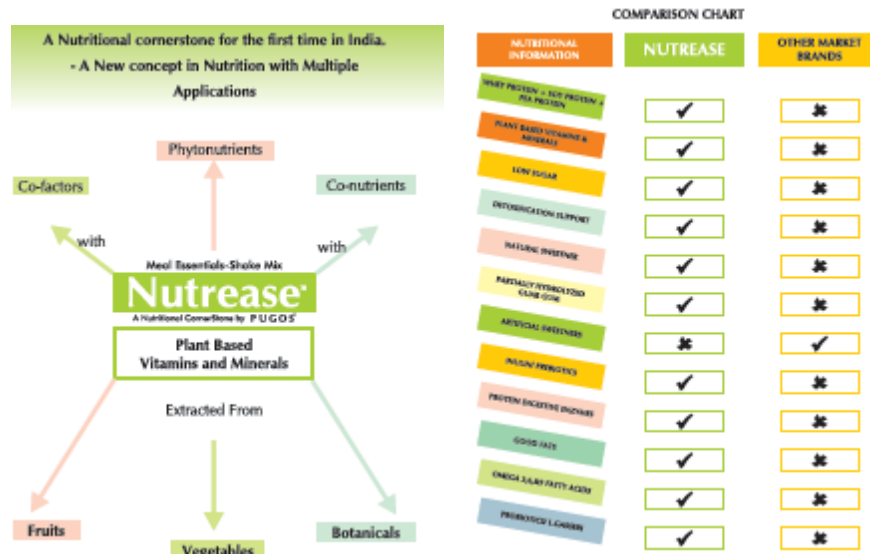 A Nutritional cornerstone for the first time in India.
- A New concept in Nutrition with Multiple
Applications
Phytonutrients
Co-factors
Co-nutrients
with
with
Meal Essentials-Shake Mix
Nutrease
A Nutritional CornerStone by PUGOS
Plant Based
Vitamins and Minerals
Extracted From
Fruits
Vegetables
Botanicals
COMPARISON CHART
NUTRITIONAL
INFORMATION
NUTREASE
OTHER MARKET
BRANDS
WHEY PROTEIN + SOY PROTEIN +
PEA PROTEIN
PLANT BASED VITAMINS &
MINERALS
LOW SUGAR
DETOXIFICATION SUPPORT
NATURAL SWEETNER
PARTIALLY HYDROLYZED
GUAR GUM
ARTIFICIAL SWEETNERS
INULIN PREBIOTICS
PROTEIN DIGESTIVE ENZYMES
GOOD FATS
OMEGA 3,6,&9 FATTY ACIDS
PROBIOTICS